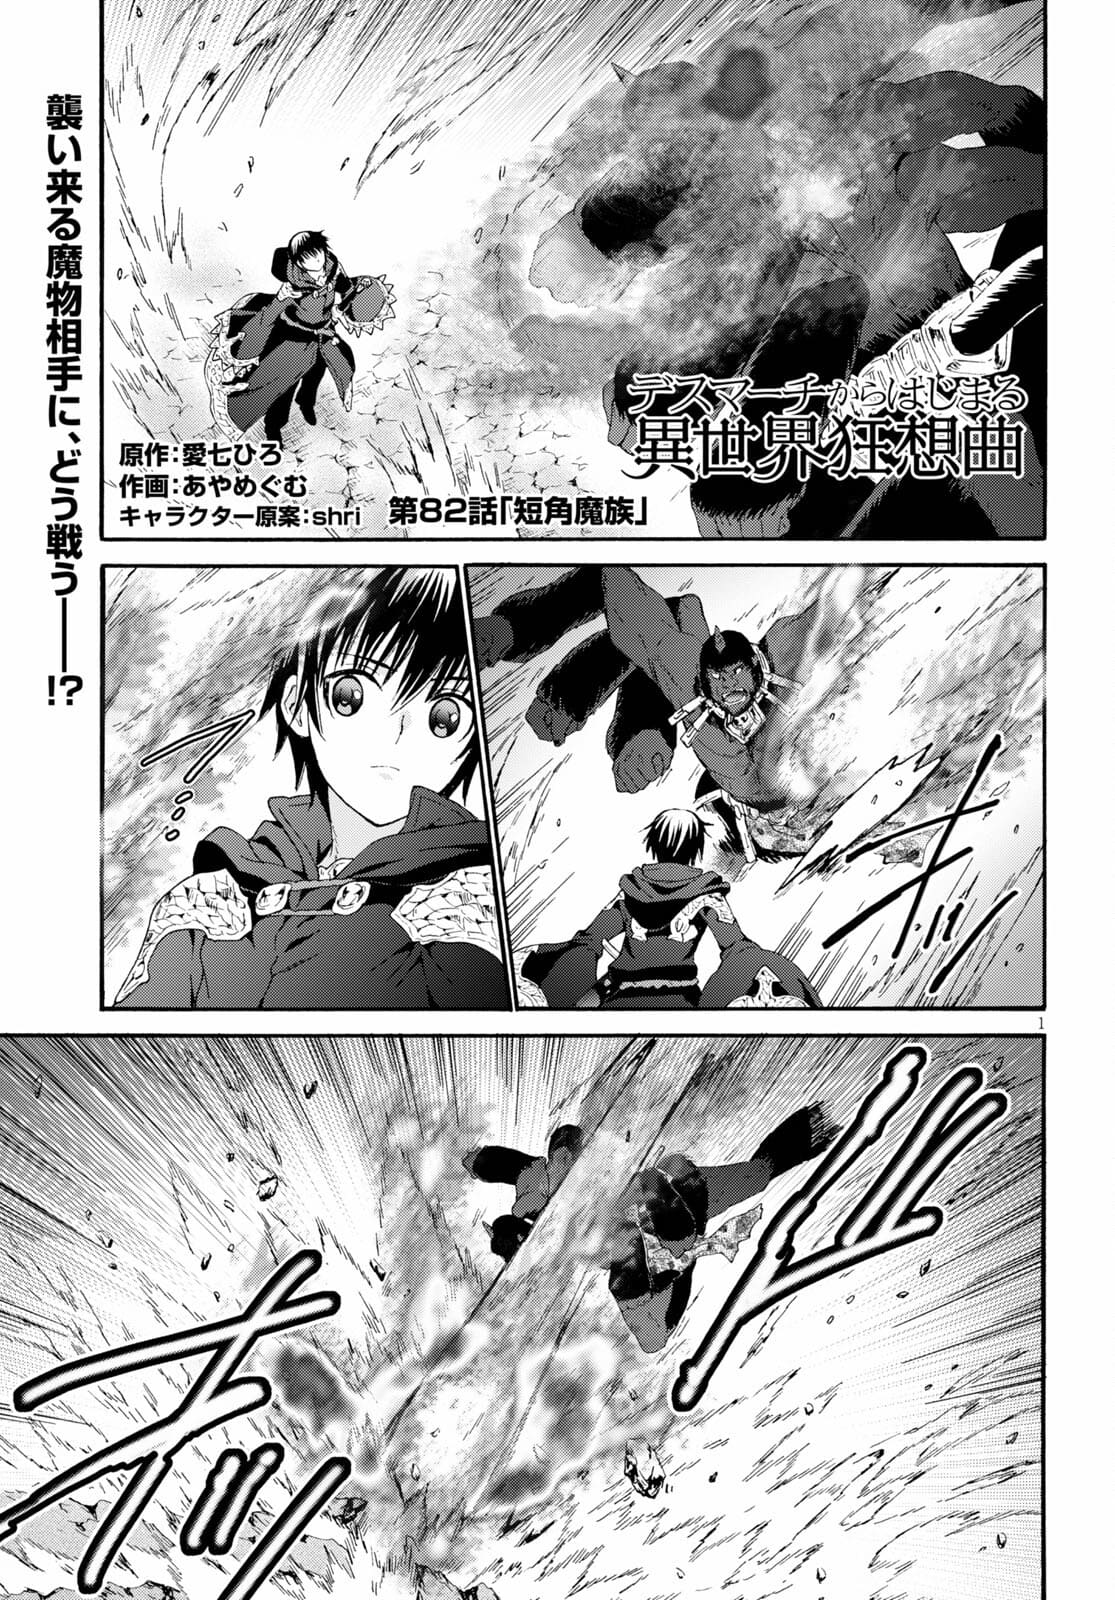 襲い来る魔物相手に、どう戦う――!?
デスマーチからはじまる
異世界狂想曲
原作:愛七ひろ
作画:あやめぐむ
キャラクター原案:shri
第82話「短角魔族」
1